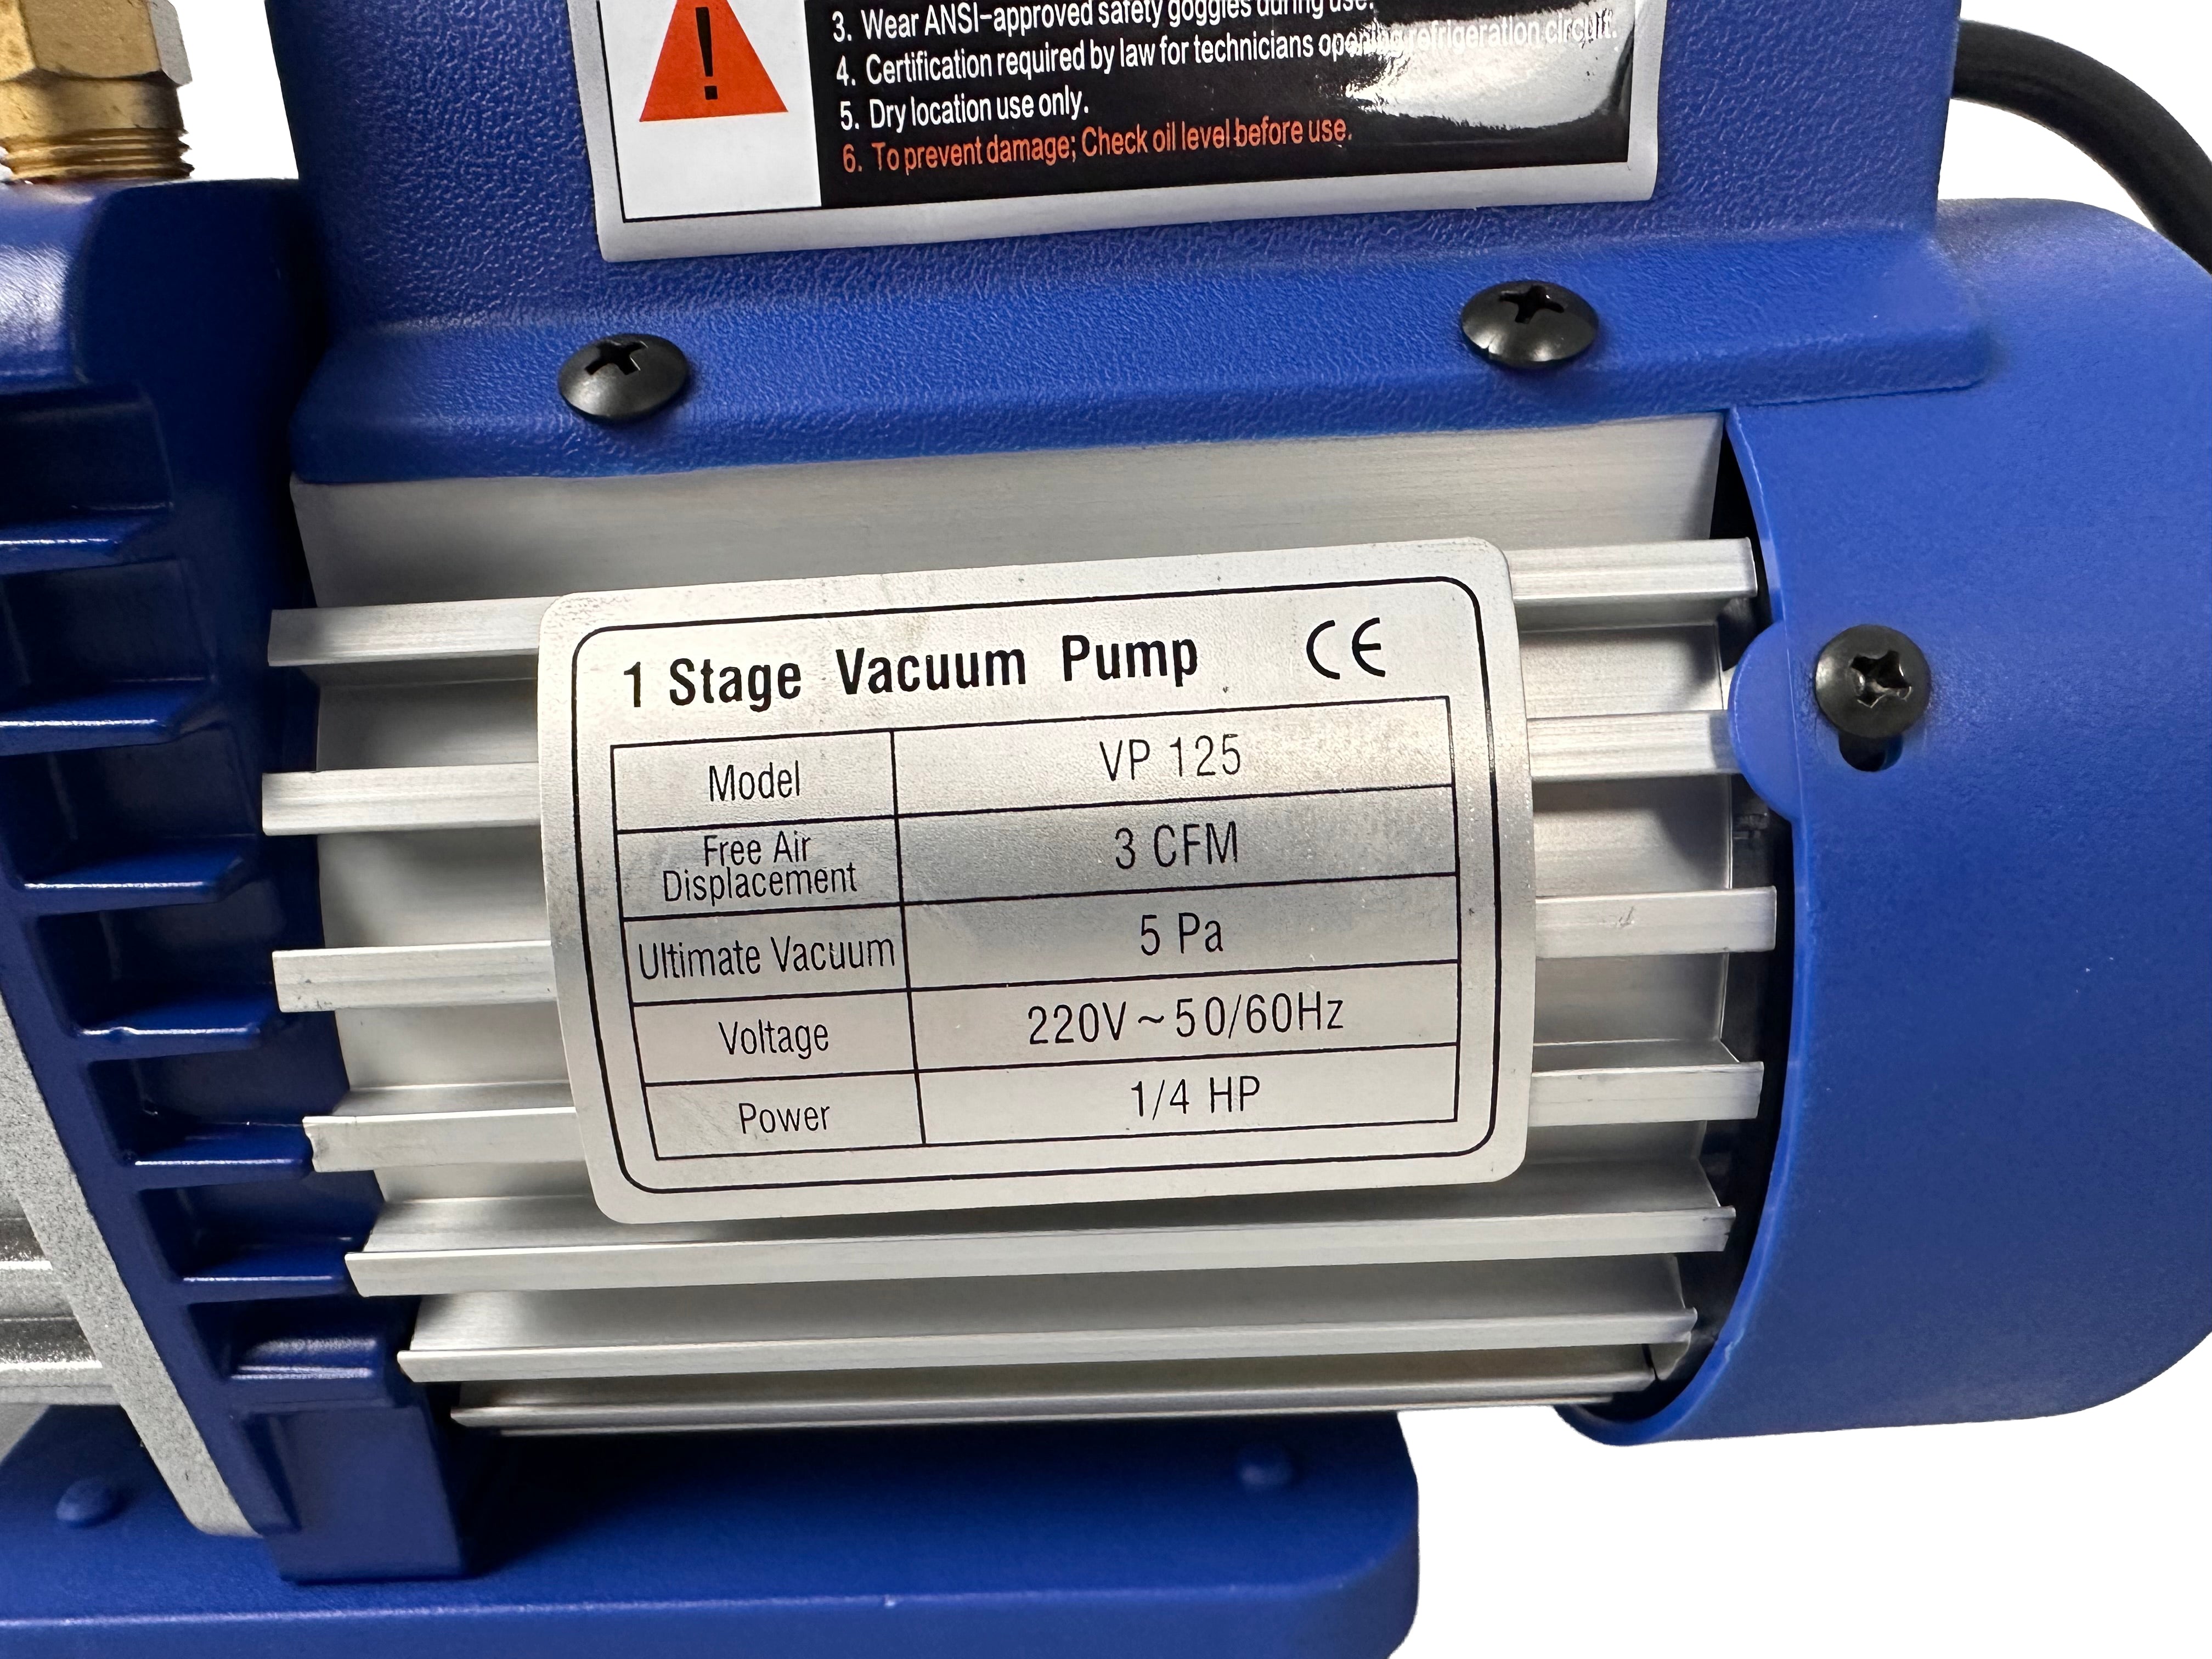 3. Wear ANSI-approved safety goggles during use.
4. Certification required by law for technicians opening refrigeration circuit.
5. Dry location use only.
6. To prevent damage; Check oil level before use.
1 Stage Vacuum Pump CE
Model VP 125
Free Air
Displacement 3 CFM
Ultimate Vacuum 5 Pa
Voltage 220V~50/60Hz
Power 1/4 HP